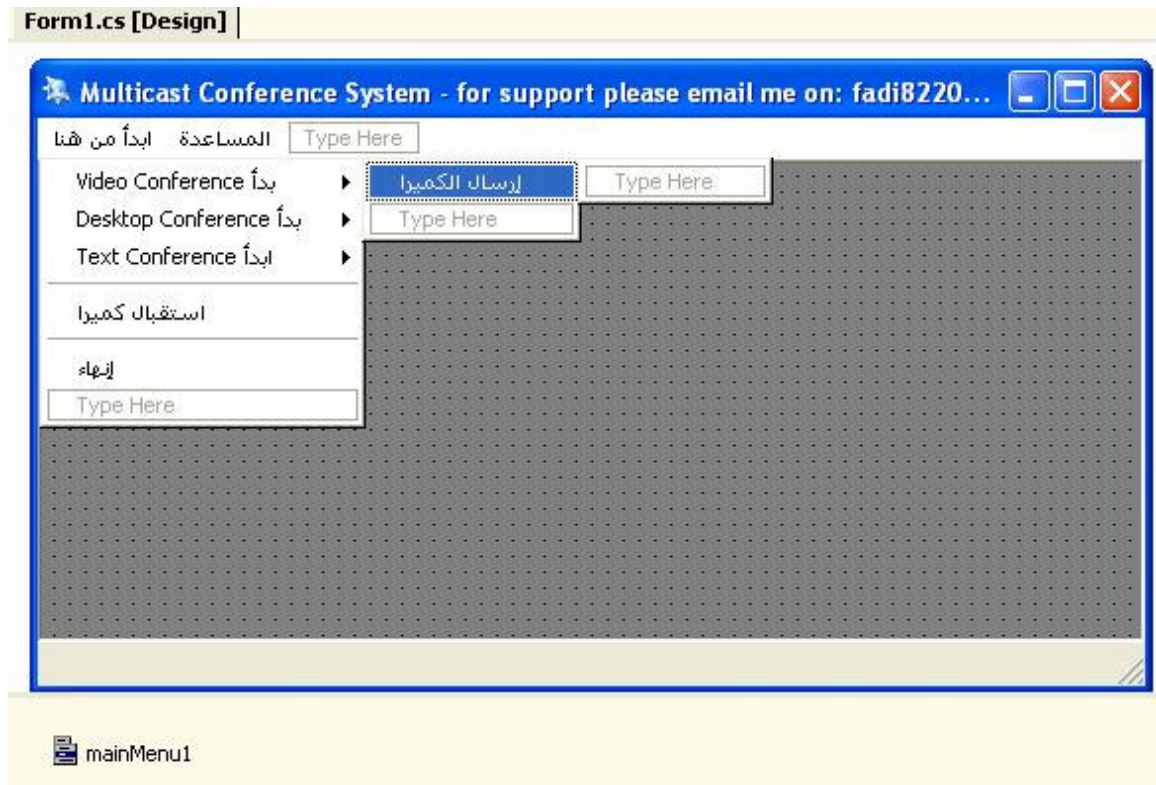 Form1.cs [Design]
Multicast Conference System - for support please email me on: fadi8220...
ابدأ من هنا المساعدة Type Here
بدأ Video Conference
إرسال الكميرا Type Here
بدأ Desktop Conference
Type Here
ابدأ Text Conference
استقبال كميرا
إنهاء
Type Here
mainMenu1